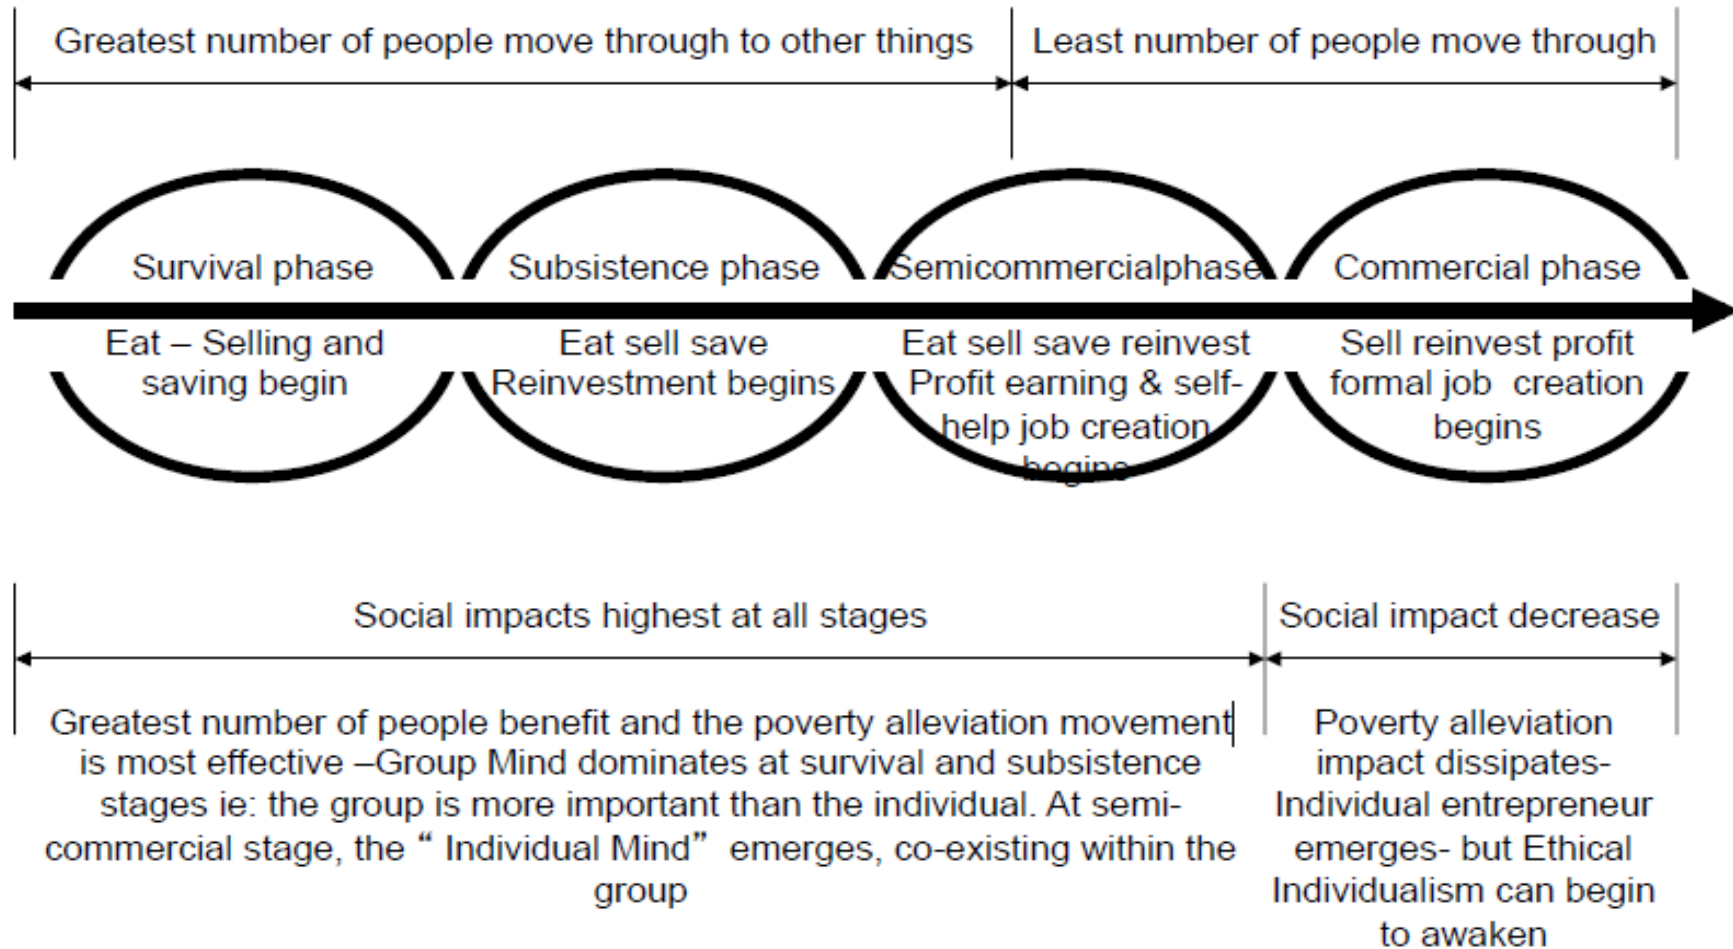 Greatest number of people move through to other things
Least number of people move through
Survival phase
Subsistence phase
Semicommercialphase
Commercial phase
Eat – Selling and
saving begin
Eat sell save
Reinvestment begins
Eat sell save reinvest
Profit earning & self-
help job creation
begins
Sell reinvest profit
formal job creation
begins
Social impacts highest at all stages
Social impact decrease
Greatest number of people benefit and the poverty alleviation movement
is most effective –Group Mind dominates at survival and subsistence
stages ie: the group is more important than the individual. At semi-
commercial stage, the “ Individual Mind” emerges, co-existing within the
group
Poverty alleviation
impact dissipates-
Individual entrepreneur
emerges- but Ethical
Individualism can begin
to awaken